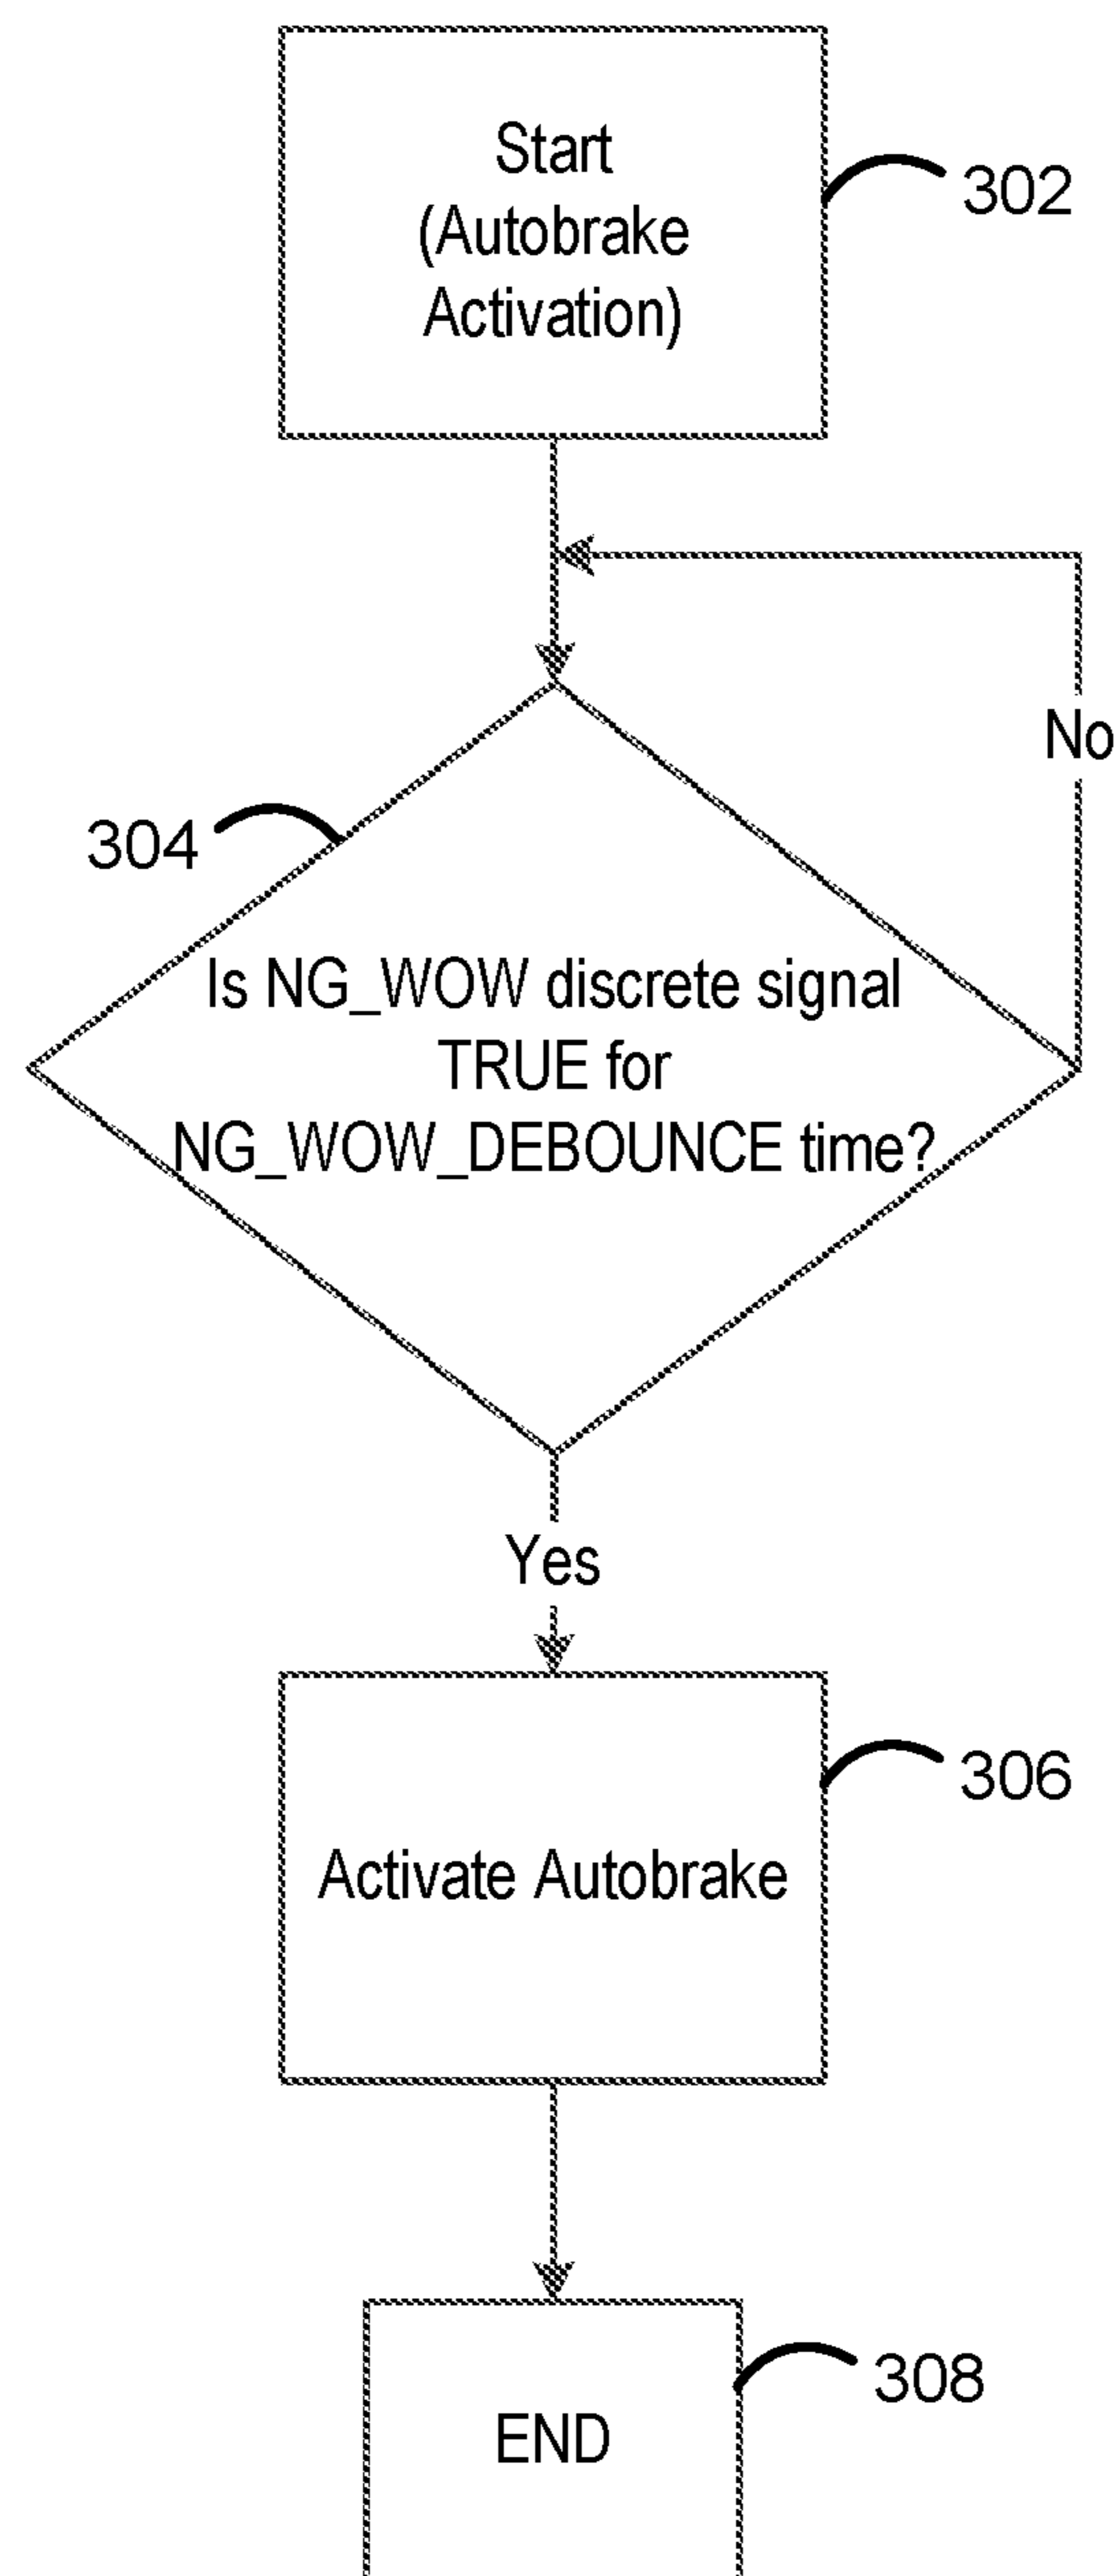 Start
(Autobrake
Activation)
302
No
304
Is NG_WOW discrete signal
TRUE for
NG_WOW_DEBOUNCE time?
Yes
306
Activate Autobrake
308
END